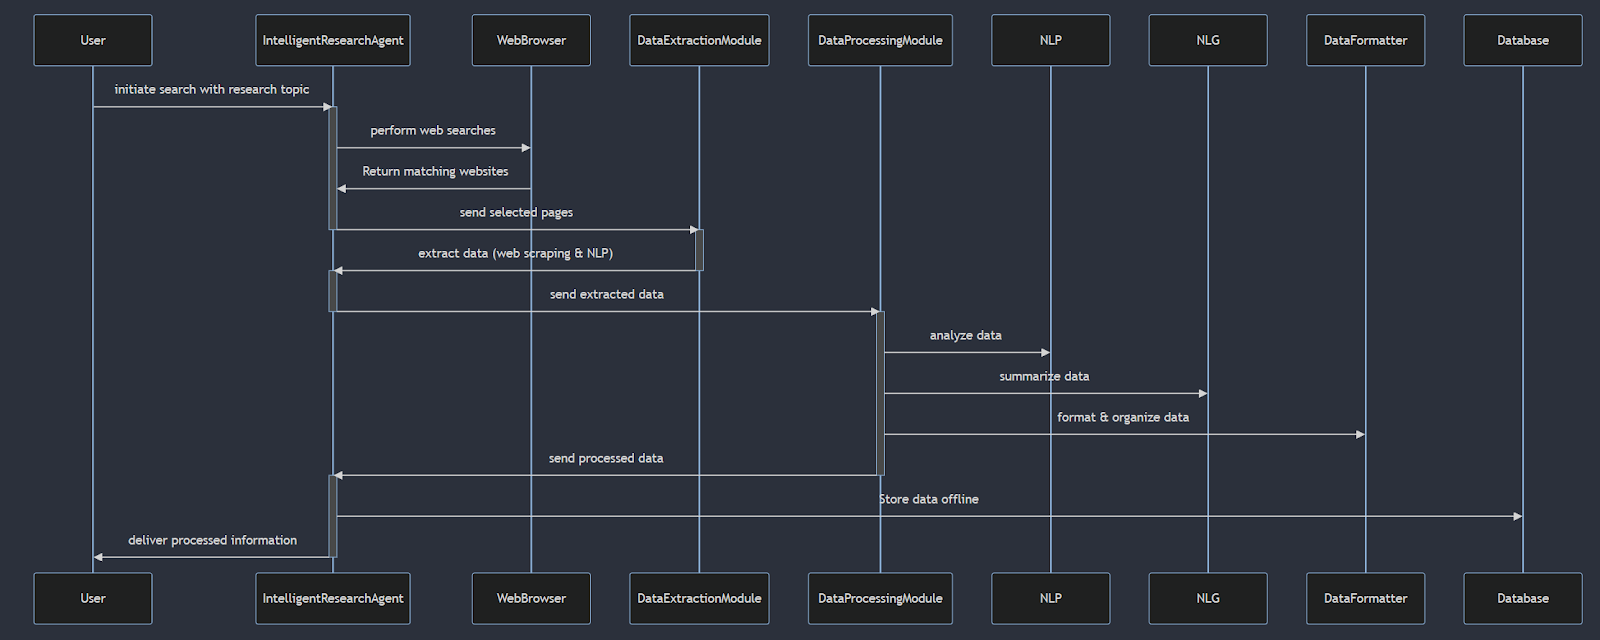 User
IntelligentResearchAgent
WebBrowser
DataExtractionModule
DataProcessingModule
NLP
NLG
DataFormatter
Database
initiate search with research topic
perform web searches
Return matching websites
send selected pages
extract data (web scraping & NLP)
send extracted data
analyze data
summarize data
format & organize data
send processed data
Store data offline
deliver processed information
User
IntelligentResearchAgent
WebBrowser
DataExtractionModule
DataProcessingModule
NLP
NLG
DataFormatter
Database